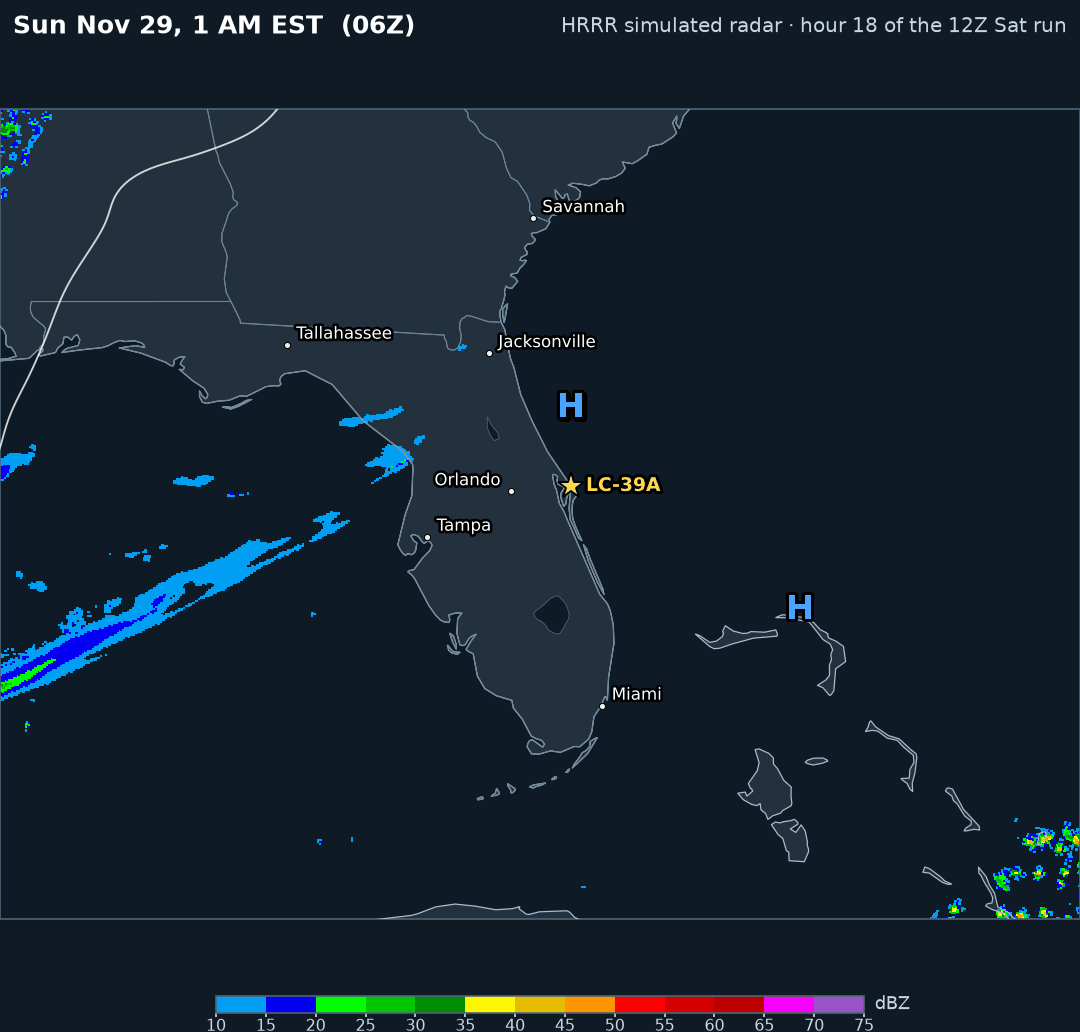 Sun Nov 29, 1 AM EST (06Z)
HRRR simulated radar · hour 18 of the 12Z Sat run
Savannah
Tallahassee
Jacksonville
H
Orlando
LC-39A
Tampa
H
Miami
dBZ
10 15 20 25 30 35 40 45 50 55 60 65 70 75